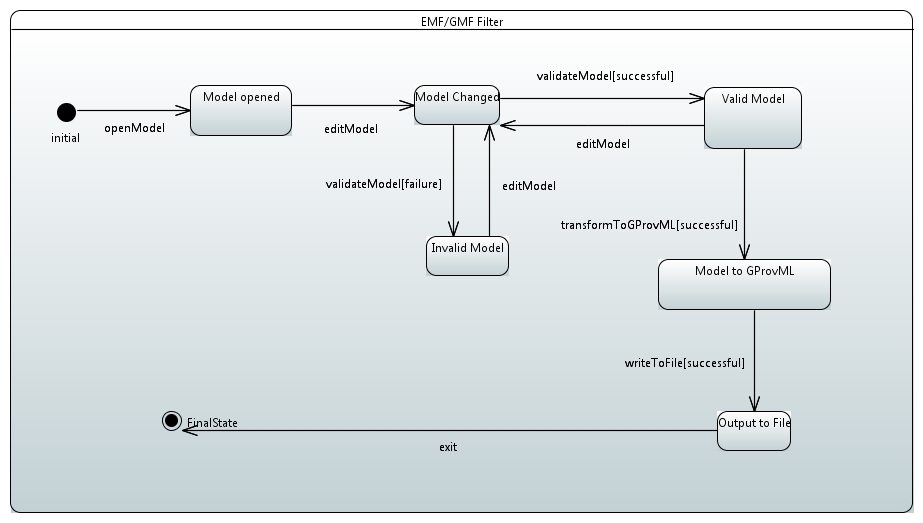 EMF/GMF Filter
validateModel[successful]
Model opened
Model Changed
Valid Model
openModel
editModel
initial
editModel
validateModel[failure]
editModel
transformToGProvML[successful]
Invalid Model
Model to GProvML
writeToFile[successful]
FinalState
Output to File
exit